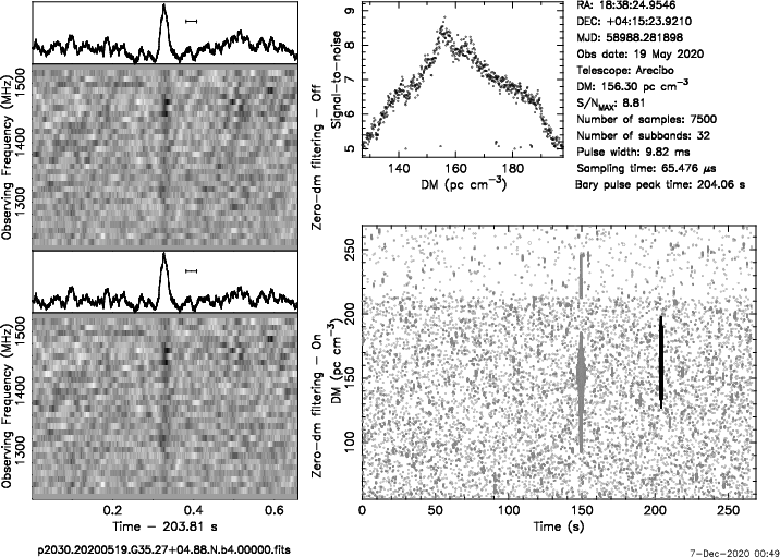 Observing Frequency (MHz)
1500
1400
1300
Zero-dm filtering - Off
Observing Frequency (MHz)
1500
1400
1300
Zero-dm filtering - On
0.2
0.4
0.6
Time - 203.81 s
p2030.20200519.G35.27+04.88.N.b4.00000.fits
Signal-to-noise
9
8
7
6
5
140
160
180
DM (pc cm-3)
RA: 18:38:24.9546
DEC: +04:15:23.9210
MJD: 58988.281898
Obs date: 19 May 2020
Telescope: Arecibo
DM: 156.30 pc cm-3
S/NMAX: 8.81
Number of samples: 7500
Number of subbands: 32
Pulse width: 9.82 ms
Sampling time: 65.476 μs
Bary pulse peak time: 204.06 s
DM (pc cm-3)
250
200
150
100
0
50
100
150
200
250
Time (s)
7-Dec-2020 00:49